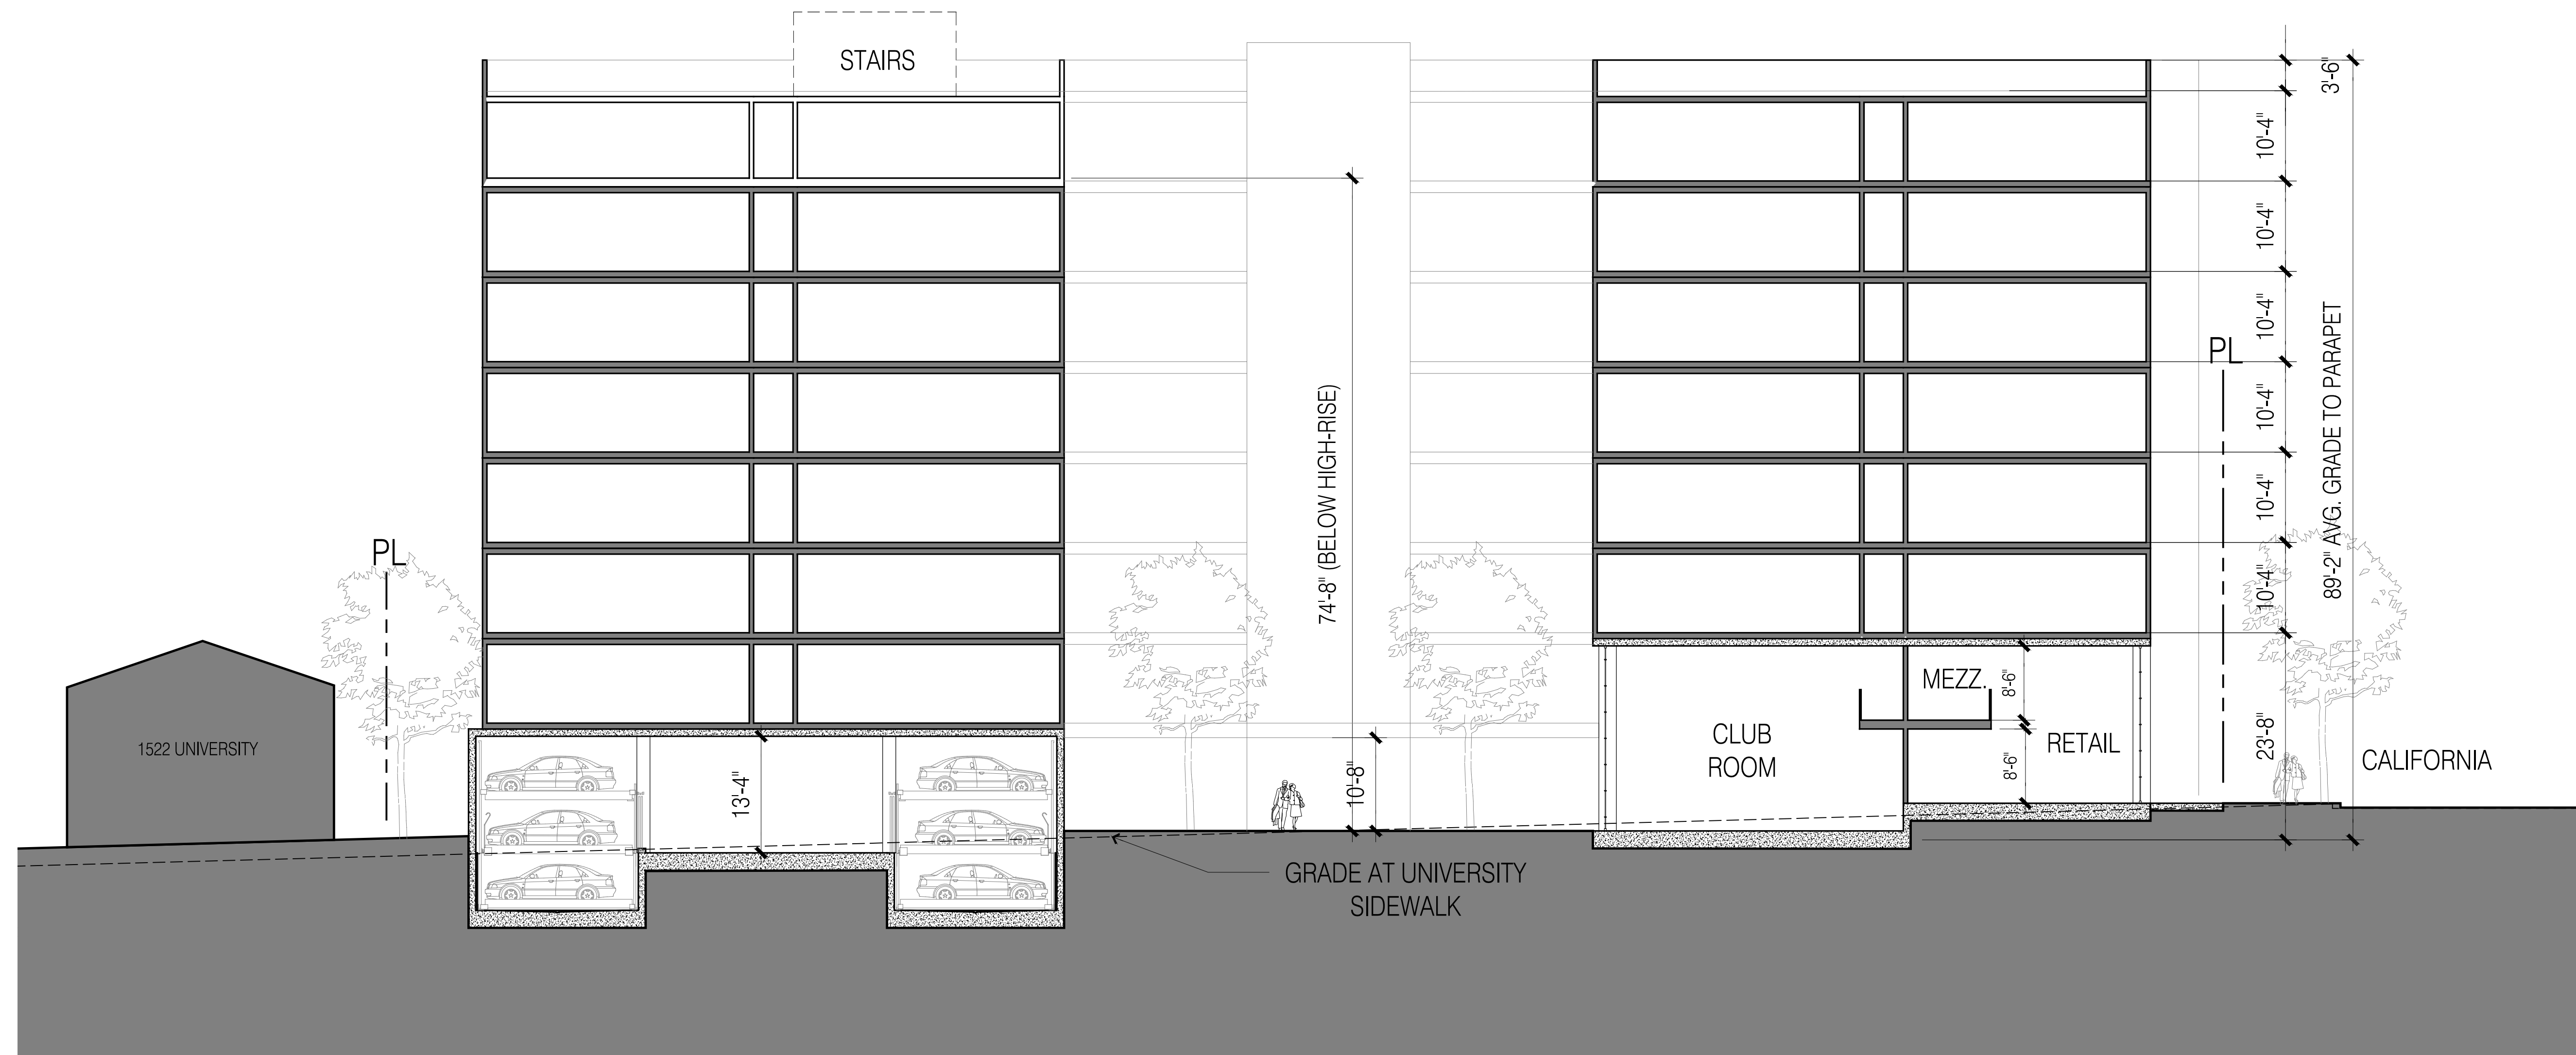 STAIRS
3'-6"
10'-4"
10'-4"
10'-4"
10'-4"
10'-4"
10'-4"
23'-8"
89'-2" AVG. GRADE TO PARAPET
PL
PL
74'-8" (BELOW HIGH-RISE)
10'-8"
13'-4"
1522 UNIVERSITY
CLUB
ROOM
MEZZ.
8'-6"
8'-6"
RETAIL
CALIFORNIA
GRADE AT UNIVERSITY
SIDEWALK